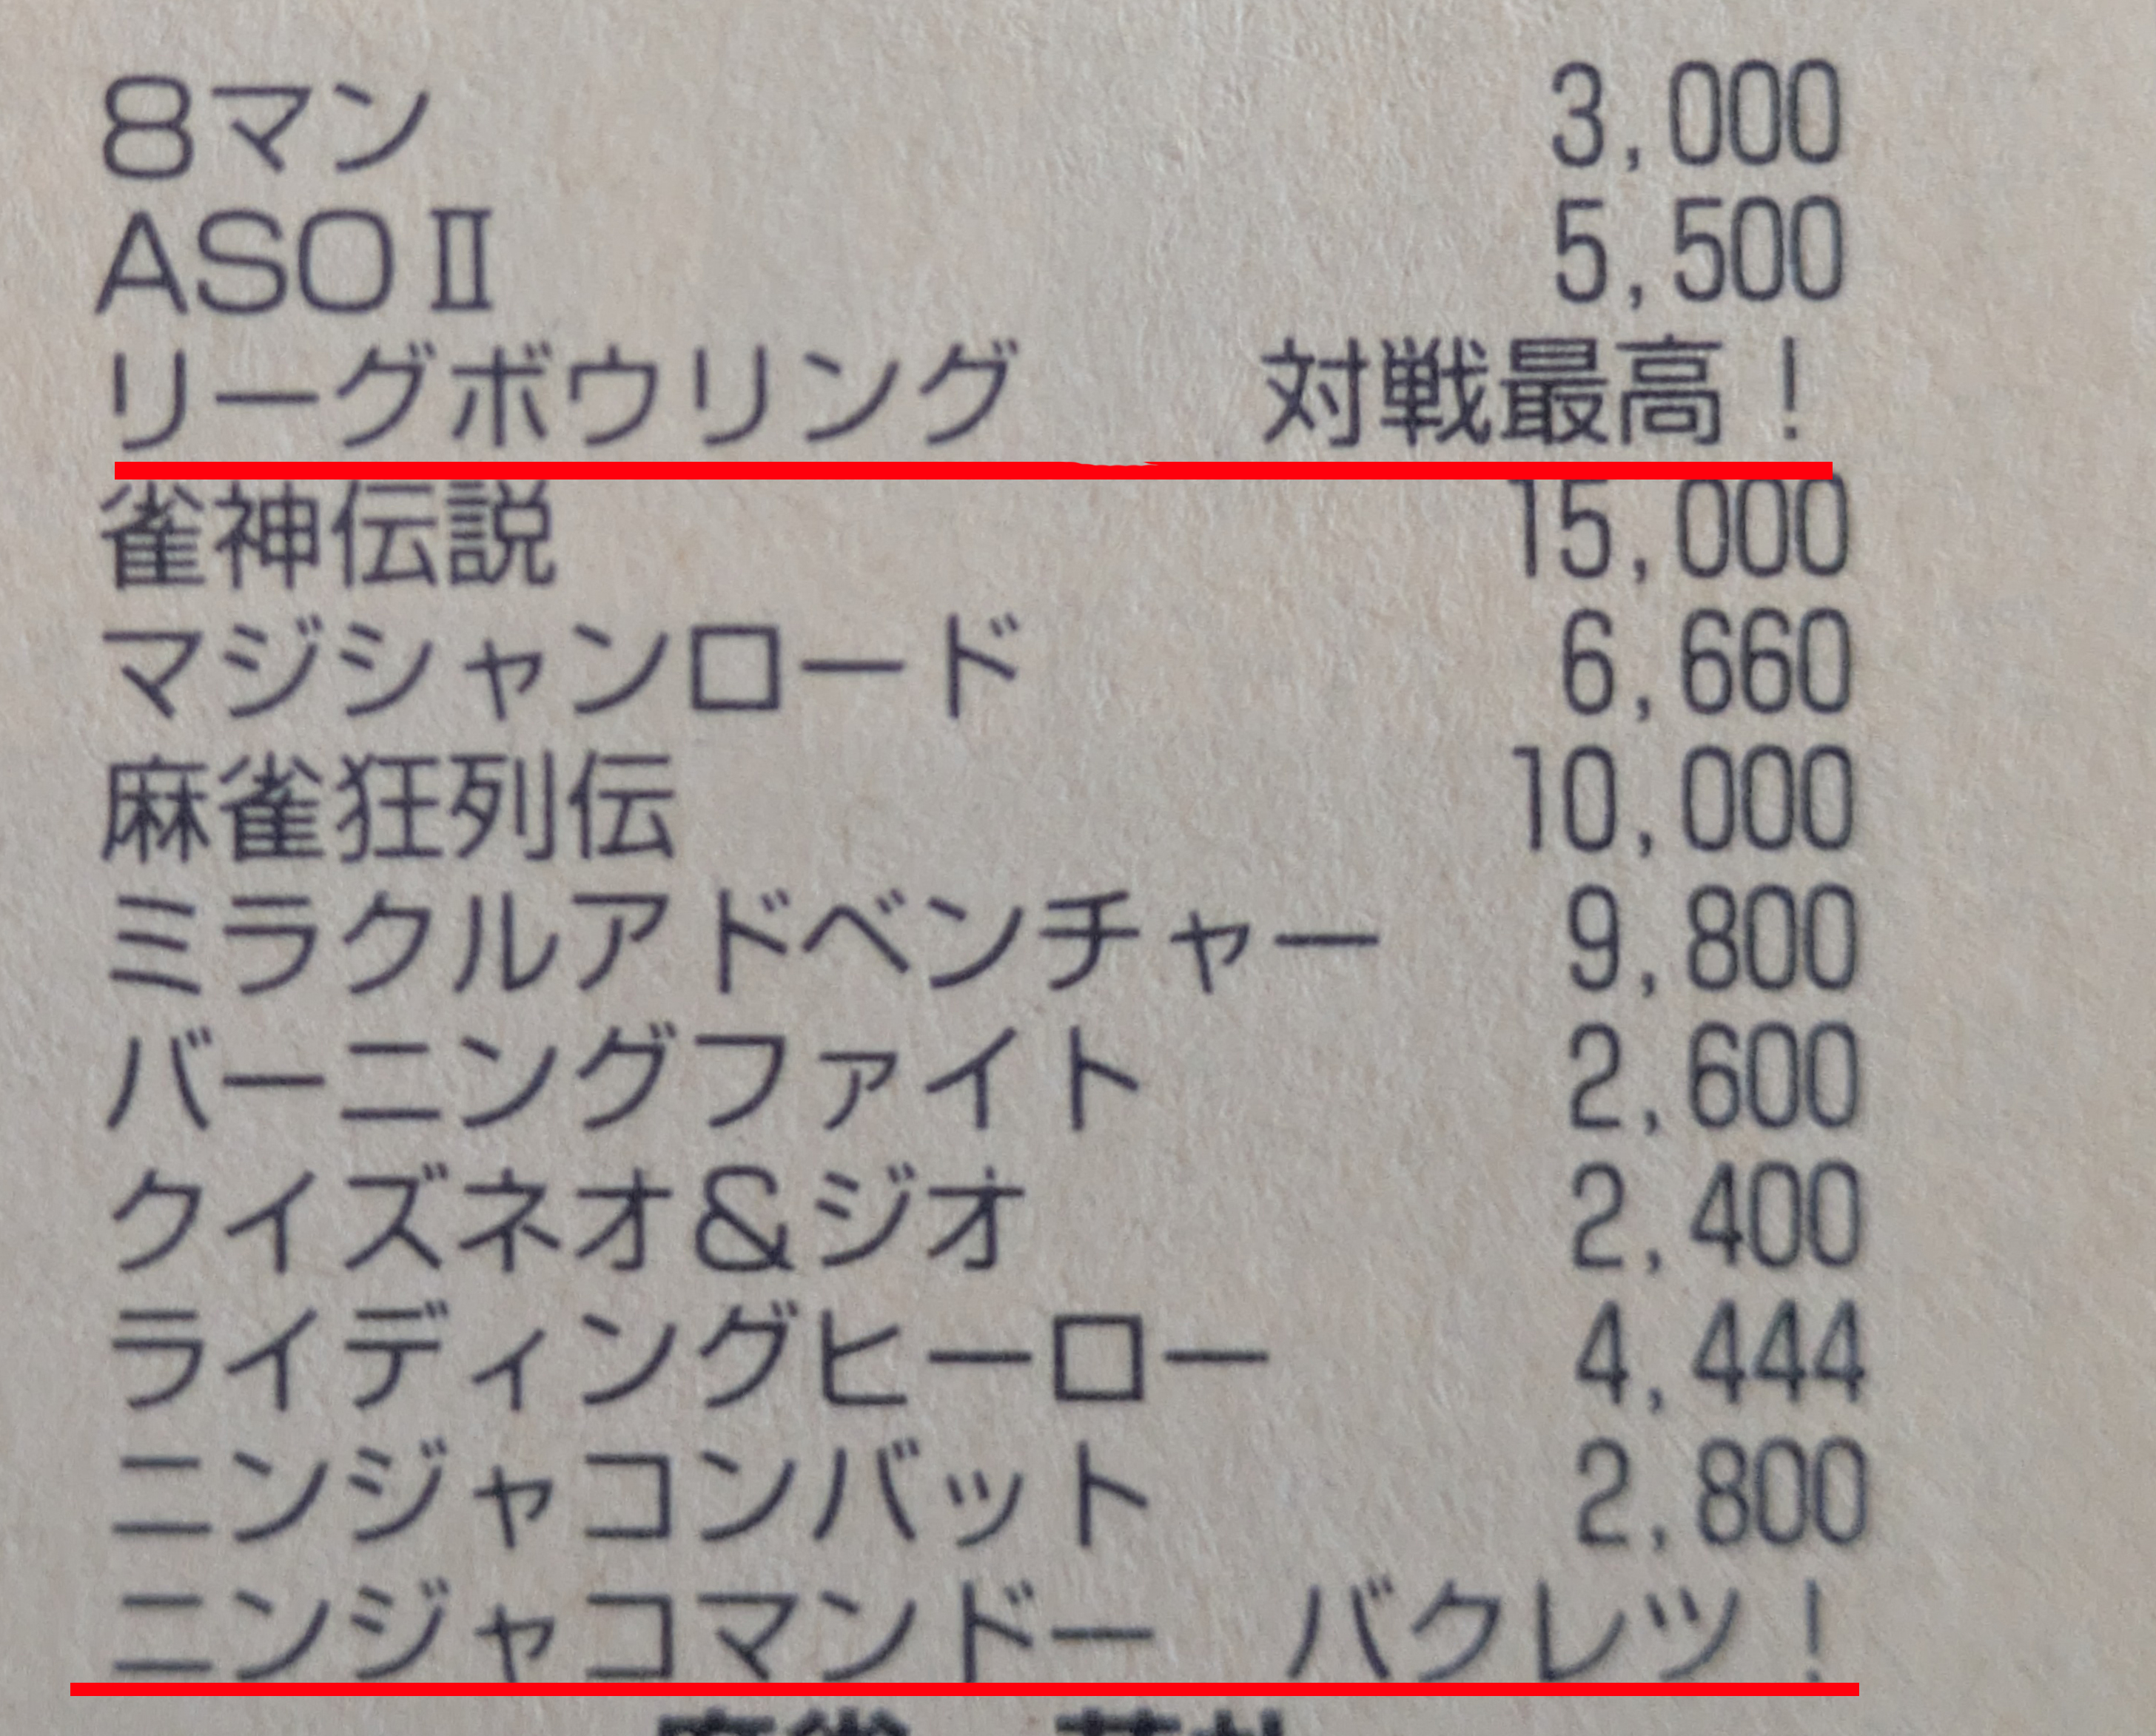 8マン 3,000
ASOⅡ 5,500
リーグボウリング 対戦最高！
雀神伝説 15,000
マジシャンロード 6,660
麻雀狂列伝 10,000
ミラクルアドベンチャー 9,800
バーニングファイト 2,600
クイズネオ&ジオ 2,400
ライディングヒーロー 4,444
ニンジャコンバット 2,800
ニンジャコマンドー バクレツ！